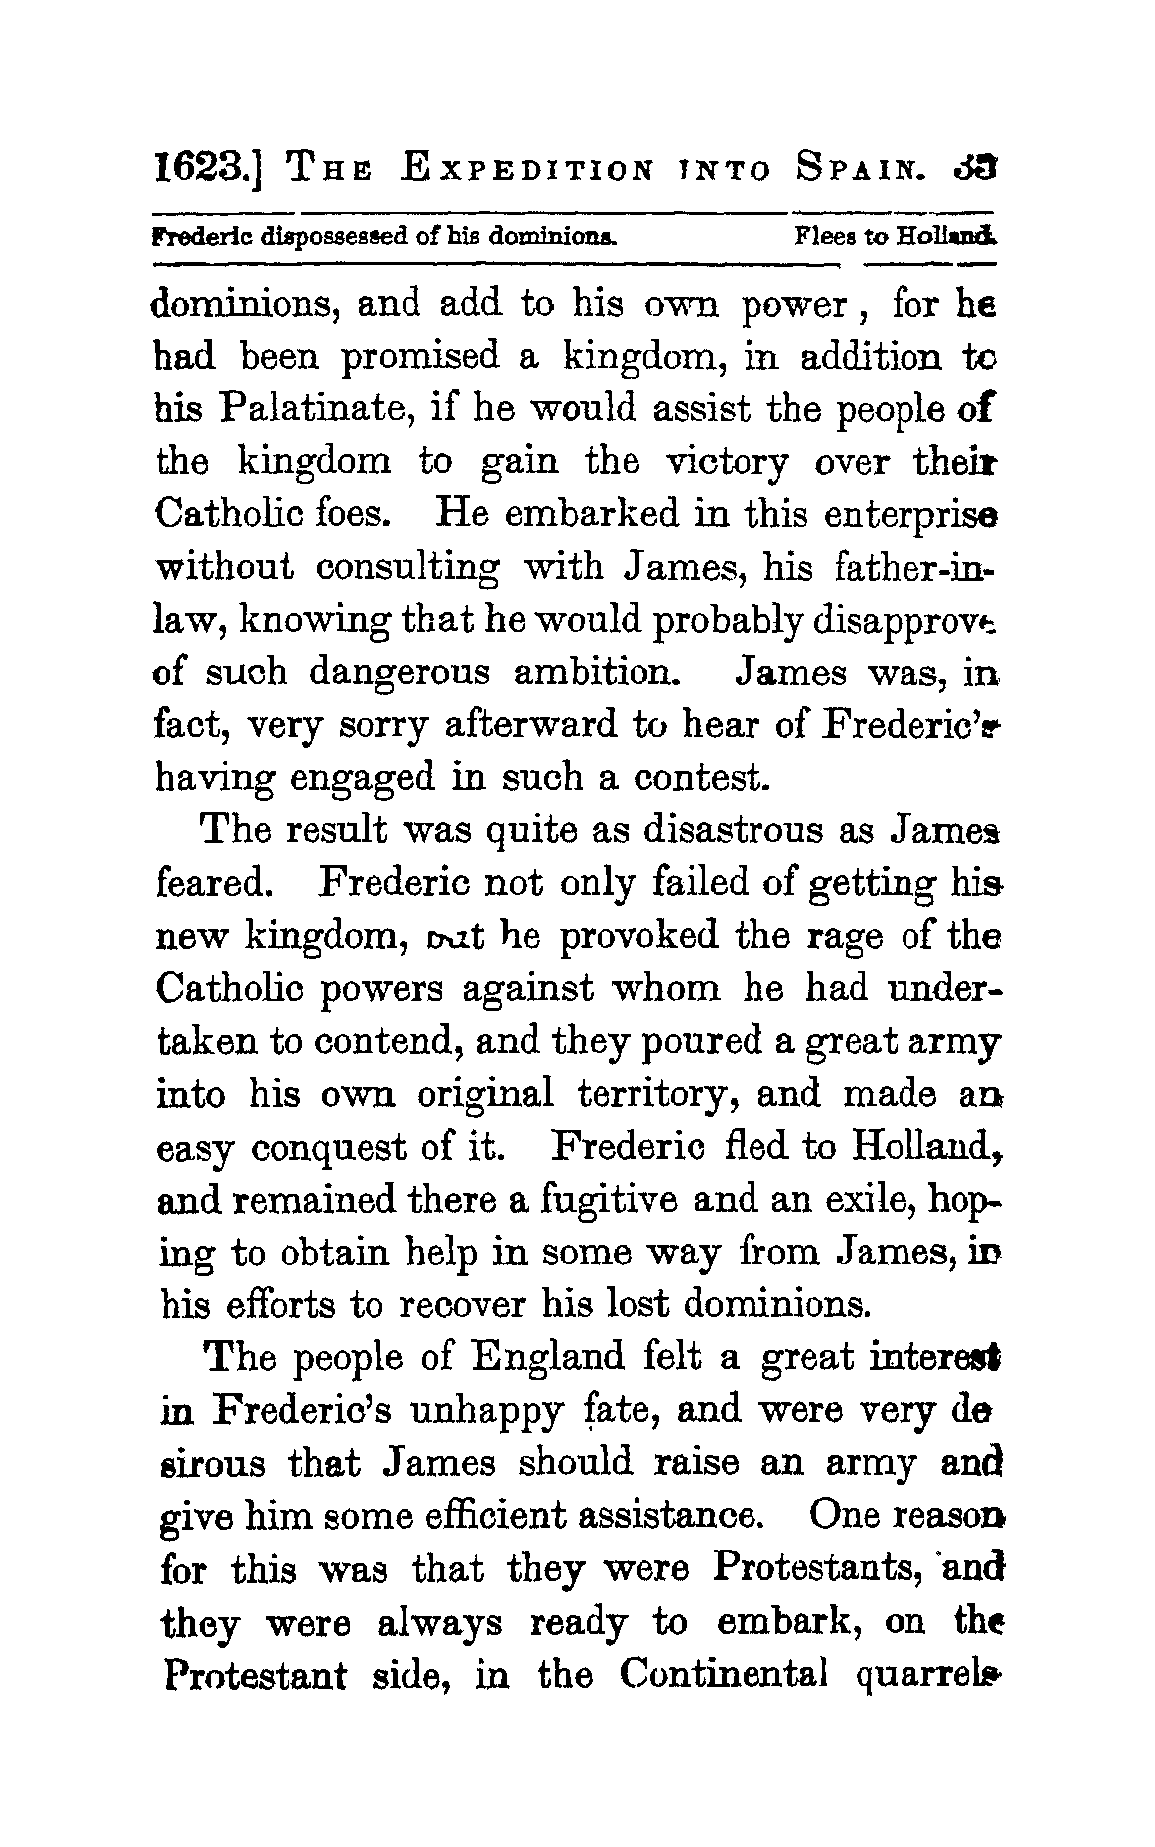 1623.] THE EXPEDITION INTO SPAIN. 33
Frederic dispossessed of his dominions. Flees to Holland.
dominions, and add to his own power, for he
had been promised a kingdom, in addition to
his Palatinate, if he would assist the people of
the kingdom to gain the victory over their
Catholic foes. He embarked in this enterprise
without consulting with James, his father-in-
law, knowing that he would probably disapprove
of such dangerous ambition. James was, in
fact, very sorry afterward to hear of Frederic's
having engaged in such a contest.
The result was quite as disastrous as James
feared. Frederic not only failed of getting his
new kingdom, but he provoked the rage of the
Catholic powers against whom he had under-
taken to contend, and they poured a great army
into his own original territory, and made an
easy conquest of it. Frederic fled to Holland,
and remained there a fugitive and an exile, hop-
ing to obtain help in some way from James, in
his efforts to recover his lost dominions.
The people of England felt a great interest
in Frederic's unhappy fate, and were very de
sirous that James should raise an army and
give him some efficient assistance. One reason
for this was that they were Protestants, and
they were always ready to embark, on the
Protestant side, in the Continental quarrels